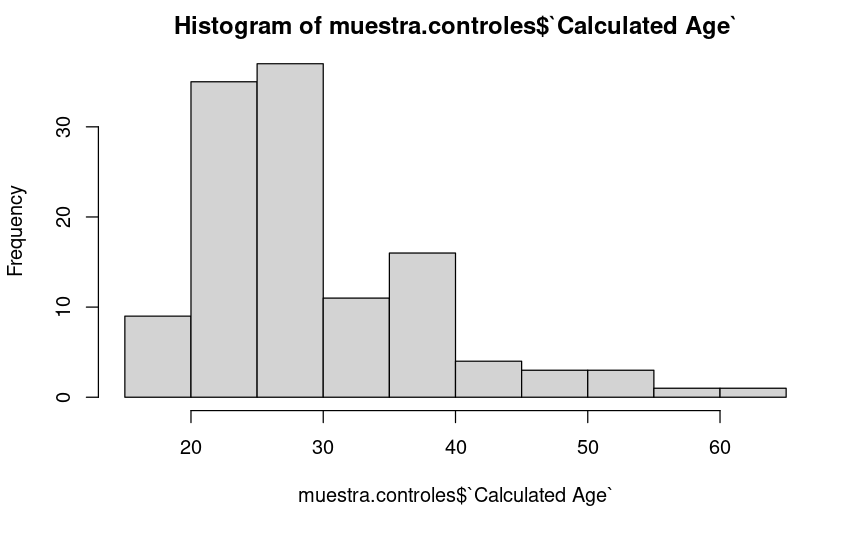 Histogram of muestra.controles$`Calculated Age`
Frequency
30
20
10
0
20 30 40 50 60
muestra.controles$`Calculated Age`